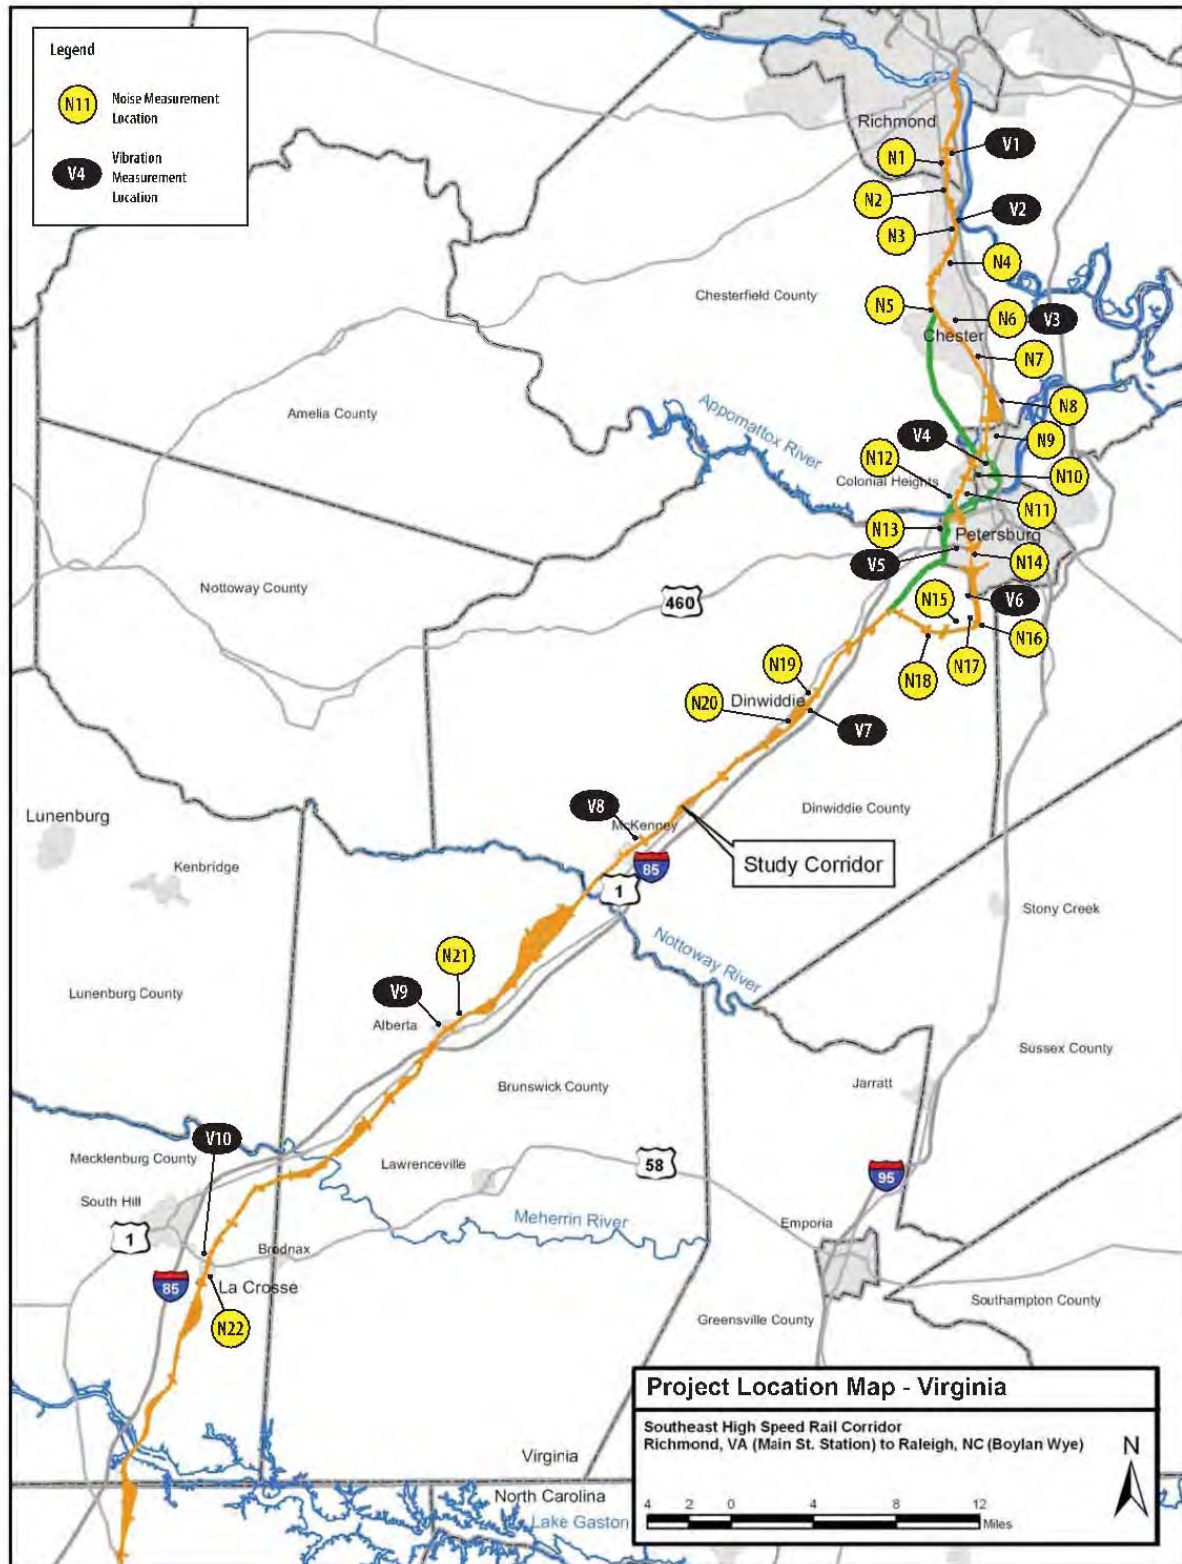 Legend
N11
Noise Measurement
Location
V4
Vibration
Measurement
Location
Richmond
V1
N1
N2
V2
N3
N4
Chesterfield County
N5
N6
V3
Chester
N7
Amelia County
Appomattox River
N8
V4
N9
N12
Colonial Heights
N10
N11
N13
Petersburg
V5
N14
Nottoway County
460
N15
V6
N16
N17
N18
N19
Dinwiddie
N20
V7
V8
McKenney
Dinwiddie County
Lunenburg
Kenbridge
85
Study Corridor
1
Stony Creek
Nottoway River
N21
Lunenburg County
V9
Alberta
Sussex County
Brunswick County
Jarratt
V10
Mecklenburg County
Lawrenceville
58
95
South Hill
Meherrin River
Emporia
1
Brodnax
85
La Crosse
Southampton County
N22
Greensville County
Project Location Map - Virginia
Southeast High Speed Rail Corridor
Richmond, VA (Main St. Station) to Raleigh, NC (Boylan Wye)
N
Virginia
North Carolina
Lake Gaston
4 2 0 4 8 12
Miles